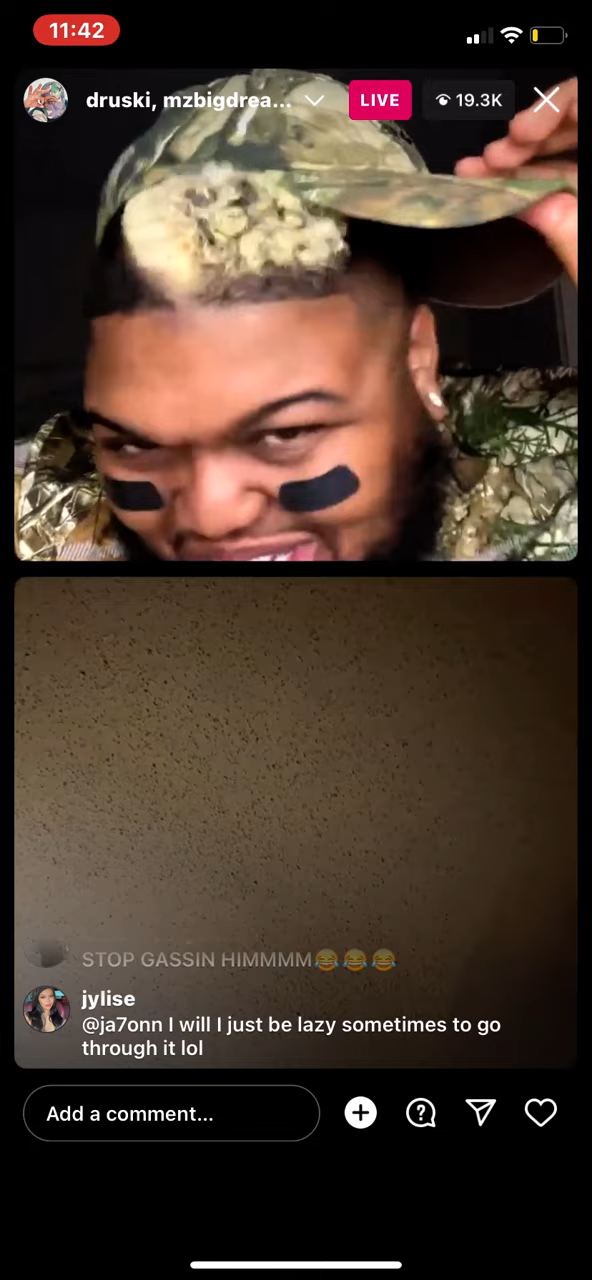 11:42
druski, mzbigdrea...
LIVE
19.3K
STOP GASSIN HIMMMM😂😂😂
jylise
@ja7onn I will I just be lazy sometimes to go
through it lol
Add a comment...